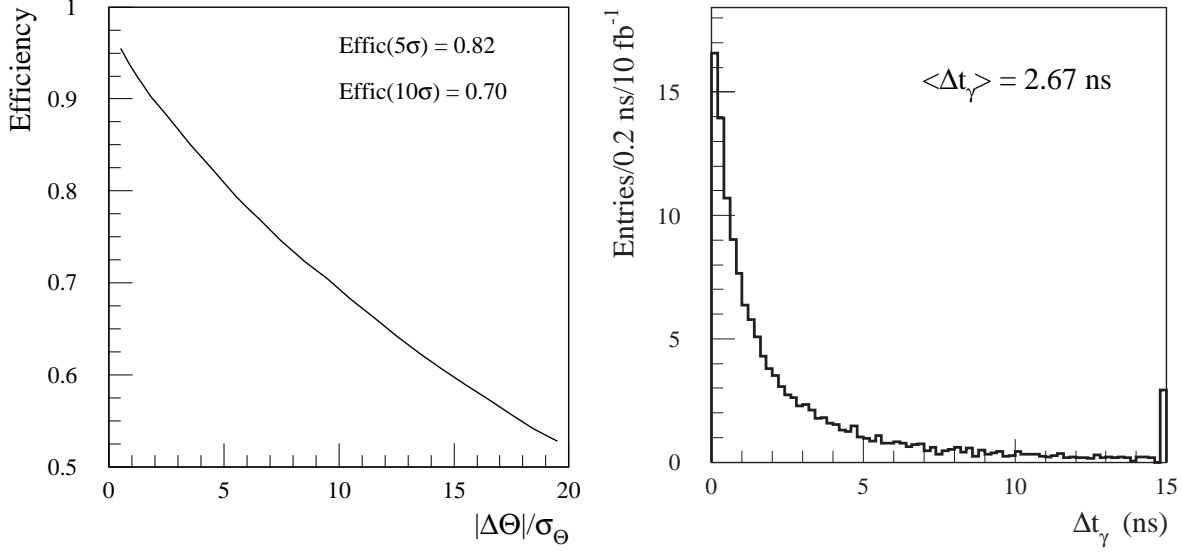 Efficiency
1
0.9
0.8
0.7
0.6
0.5
0 5 10 15 20
|ΔΘ|/σ_Θ
Effic(5σ) = 0.82
Effic(10σ) = 0.70
Entries/0.2 ns/10 fb⁻¹
15
10
5
0
0 5 10 15
Δt_γ (ns)
<Δt_γ> = 2.67 ns